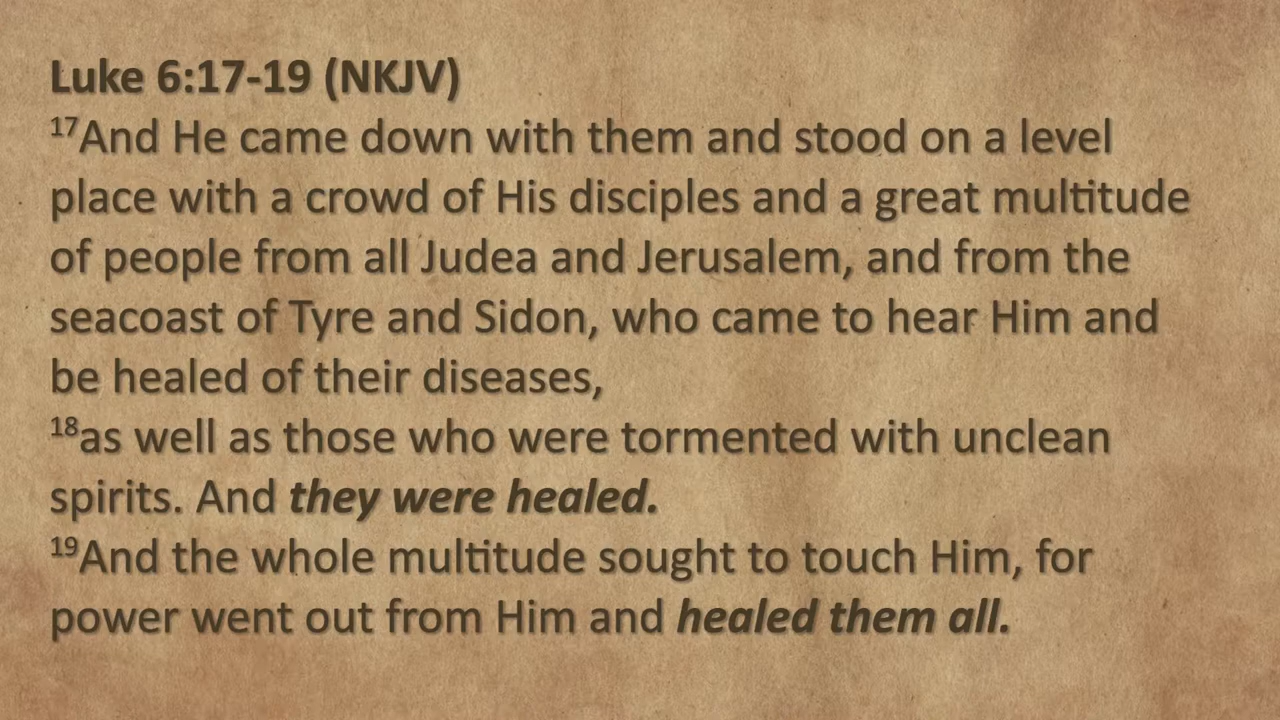 Luke 6:17-19 (NKJV)
17And He came down with them and stood on a level
place with a crowd of His disciples and a great multitude
of people from all Judea and Jerusalem, and from the
seacoast of Tyre and Sidon, who came to hear Him and
be healed of their diseases,
18as well as those who were tormented with unclean
spirits. And they were healed.
19And the whole multitude sought to touch Him, for
power went out from Him and healed them all.